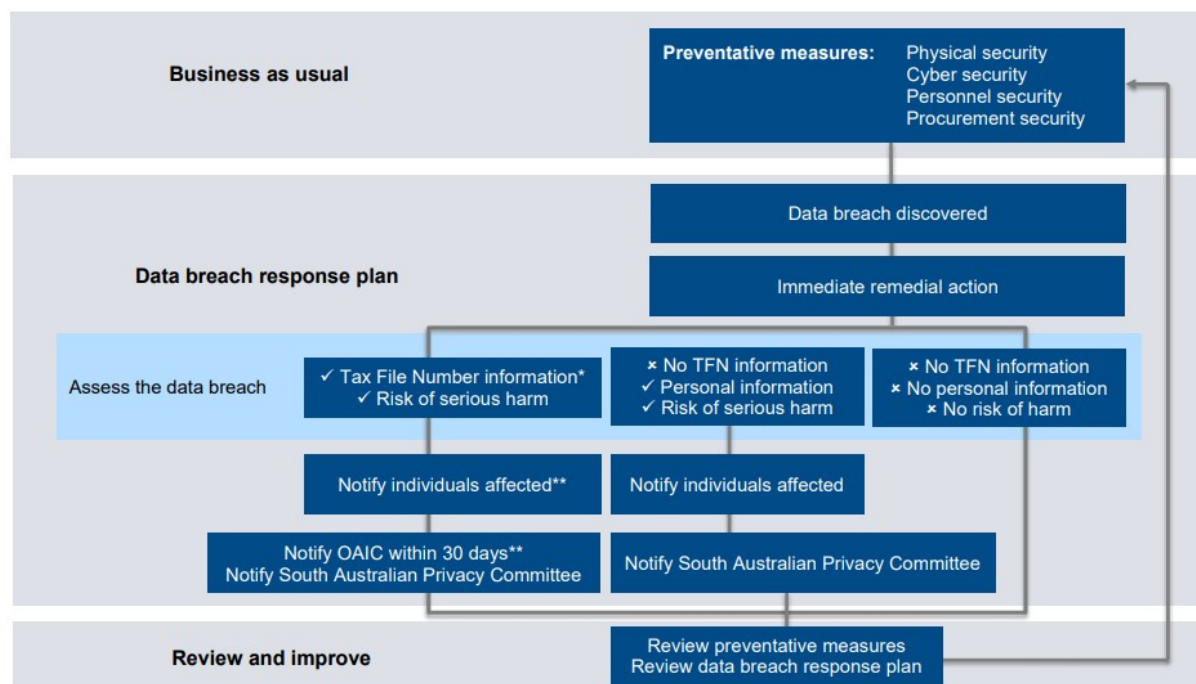 Business as usual
Preventative measures: Physical security
Cyber security
Personnel security
Procurement security
Data breach response plan
Data breach discovered
Immediate remedial action
Assess the data breach
✓ Tax File Number information*
✓ Risk of serious harm
× No TFN information
✓ Personal information
✓ Risk of serious harm
× No TFN information
× No personal information
× No risk of harm
Notify individuals affected**
Notify individuals affected
Notify OAIC within 30 days**
Notify South Australian Privacy Committee
Notify South Australian Privacy Committee
Review and improve
Review preventative measures
Review data breach response plan